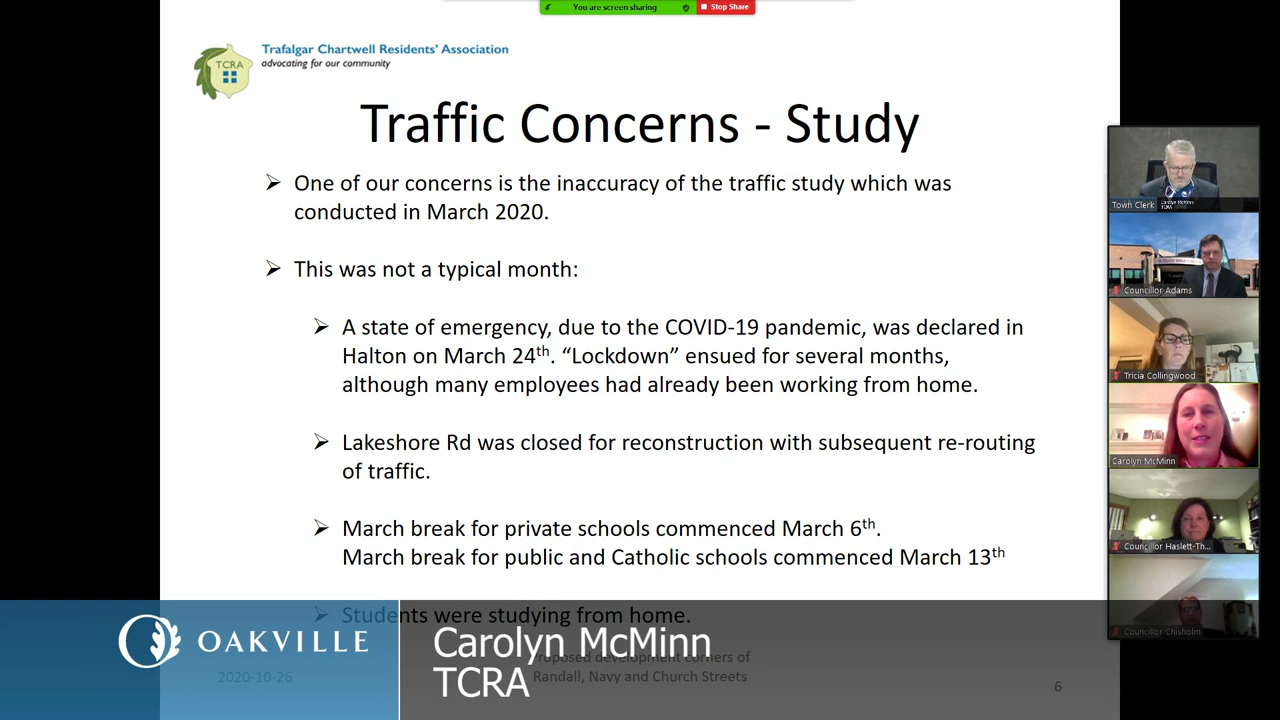 You are screen sharing
Stop Share
TCRA
Trafalgar Chartwell Residents' Association
advocating for our community
Traffic Concerns - Study
➢ One of our concerns is the inaccuracy of the traffic study which was
conducted in March 2020.
➢ This was not a typical month:
➢ A state of emergency, due to the COVID-19 pandemic, was declared in
Halton on March 24th. “Lockdown” ensued for several months,
although many employees had already been working from home.
➢ Lakeshore Rd was closed for reconstruction with subsequent re-routing
of traffic.
➢ March break for private schools commenced March 6th.
March break for public and Catholic schools commenced March 13th
➢ Students were studying from home.
2020-10-26
roposed development corners of
Randall, Navy and Church Streets
6
OAKVILLE
Carolyn McMinn
TCRA
Town Clerk
Carolyn McMinn
TCRA
Councillor Adams
Tricia Collingwood
Carolyn McMinn
Councillor Haslett-Th...
Councillor Chisholm